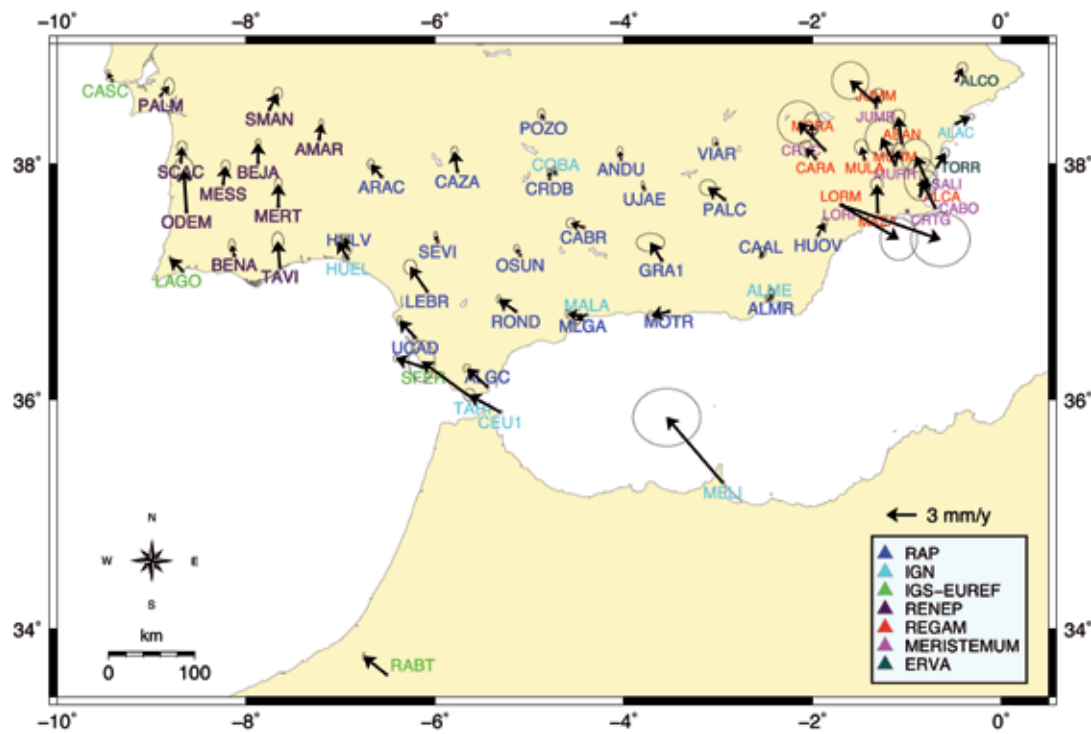 −10° −8° −6° −4° −2° 0°
ALCO
CASC
PALM
JUMM
SMAN
JUMB
MORA
POZO
ASAN
ALAC
AMAR
SCAC
BEJA
VIAR
CARA
MULA
TORR
38° 38°
COBA
ANDU
ARAC
CAZA
CRDB
MURR
MESS
SALI
UJAE
LORM
ALCA
ODEM
MERT
PALC
CABO
CRTG
HULV
CABR
HUOV
SEVI
CAAL
BENA
OSUN
HUEL
GRA1
LAGO
TAVI
LEBR
ALME
MALA
ALMR
ROND
MLGA
MOTR
UCAD
SFER
ALGC
36° 36°
TARI
CEU1
MELI
3 mm/y
N
W E
S
RAP
IGN
IGS−EUREF
RENEP
REGAM
MERISTEMUM
ERVA
34° 34°
km
0 100
RABT
−10° −8° −6° −4° −2° 0°